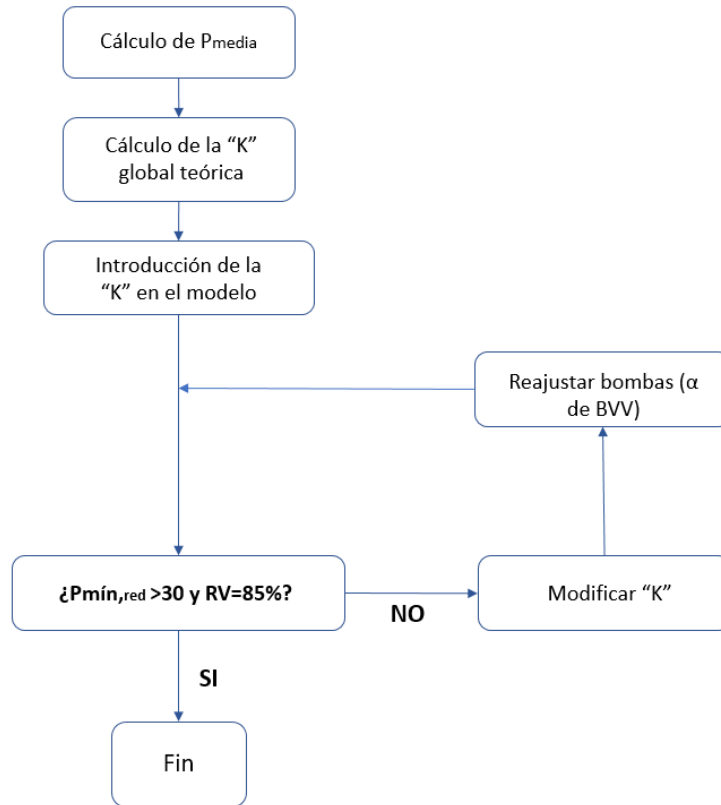 Cálculo de Pmedia
Cálculo de la “K”
global teórica
Introducción de la
“K” en el modelo
Reajustar bombas (α
de BVV)
¿Pmín,red >30 y RV=85%?
NO
Modificar “K”
SI
Fin